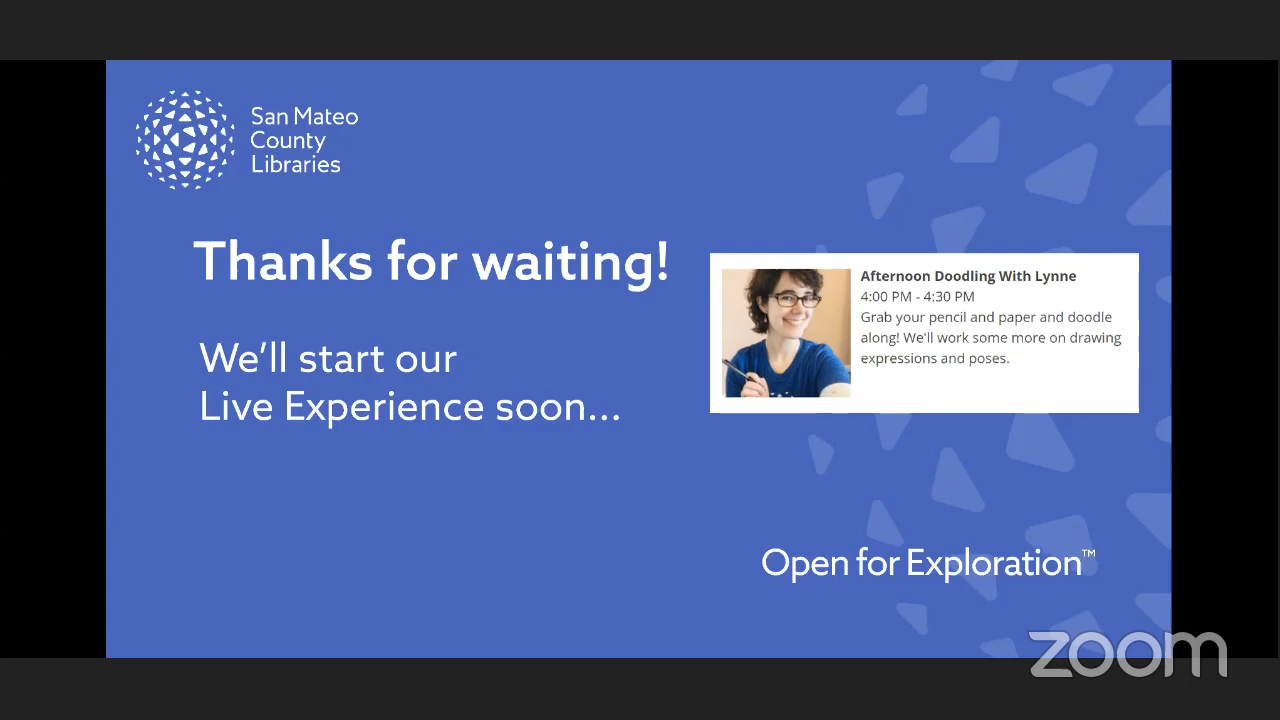 San Mateo
County
Libraries
Thanks for waiting!
We'll start our
Live Experience soon...
Afternoon Doodling With Lynne
4:00 PM - 4:30 PM
Grab your pencil and paper and doodle
along! We'll work some more on drawing
expressions and poses.
Open for Exploration™
zoom